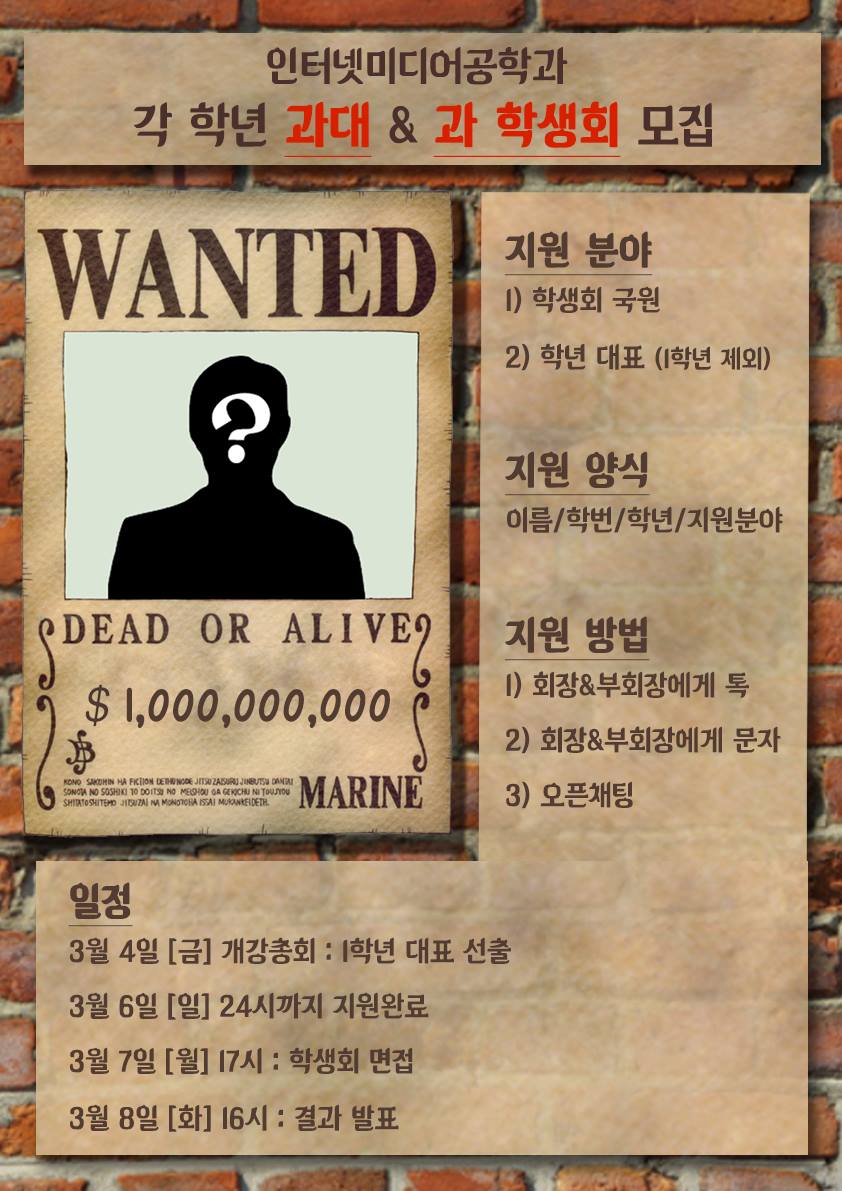 인터넷미디어공학과
각 학년 과대 & 과 학생회 모집
WANTED
?
DEAD OR ALIVE
$ 1,000,000,000
KONO SAKUHIN HA FICTION DETHUNODE JITSUZAISURU JINBUTSU DANTAI
SONOTA NO SOSHIKI TO DOITSU NO MEISHOU GA GEKICHU NI TOUJYOU
SHITATOSHITEMO JITSUZAI NA MONOTOHA ISSAI MUKANKEIDETH.
MARINE
지원 분야
1) 학생회 국원
2) 학년 대표 (1학년 제외)
지원 양식
이름/학번/학년/지원분야
지원 방법
1) 회장&부회장에게 톡
2) 회장&부회장에게 문자
3) 오픈채팅
일정
3월 4일 [금] 개강총회 : 1학년 대표 선출
3월 6일 [일] 24시까지 지원완료
3월 7일 [월] 17시 : 학생회 면접
3월 8일 [화] 16시 : 결과 발표